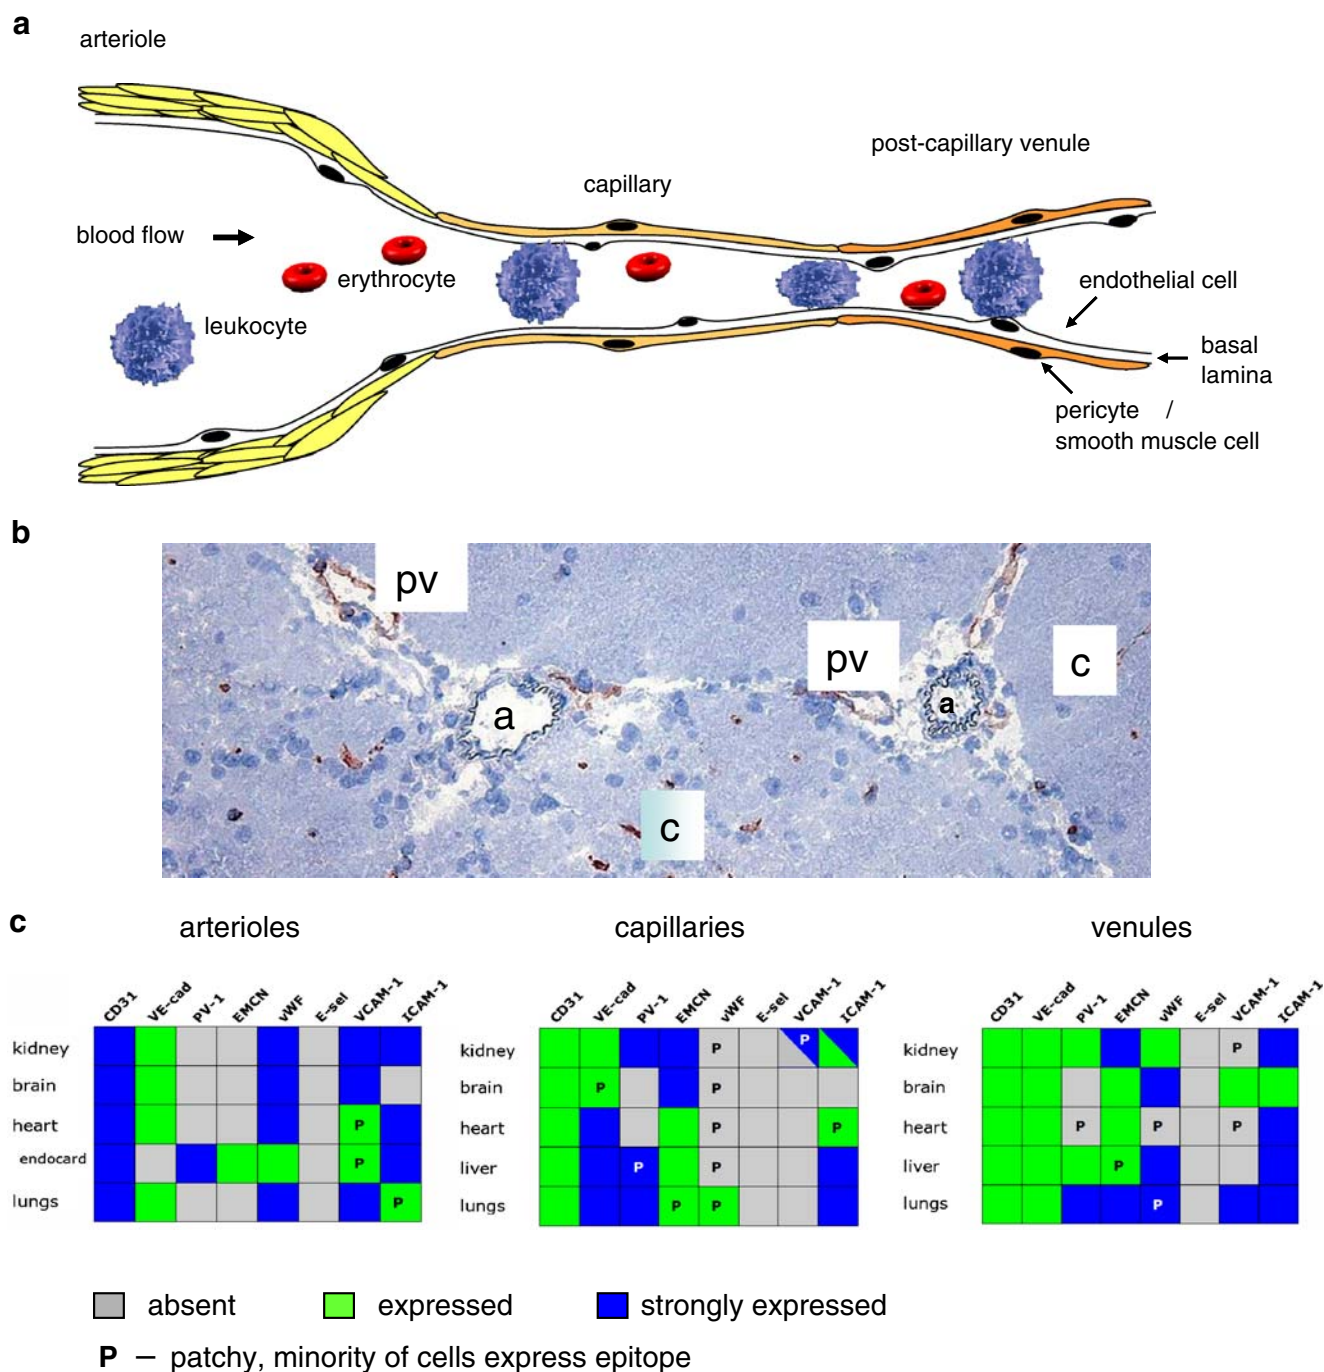 a
arteriole
post-capillary venule
capillary
blood flow
erythrocyte
leukocyte
endothelial cell
basal
lamina
pericyte /
smooth muscle cell
b
pv
pv
c
a
a
c
c
arterioles
capillaries
venules
CD31 VE-cad PV-1 EMCN vWF E-sel VCAM-1 ICAM-1
kidney
brain
heart P
endocard P
lungs P
CD31 VE-cad PV-1 EMCN vWF E-sel VCAM-1 ICAM-1
kidney P P
brain P P
heart P P
liver P P
lungs P P
CD31 VE-cad PV-1 EMCN vWF E-sel VCAM-1 ICAM-1
kidney P
brain
heart P P P
liver P
lungs P
absent
expressed
strongly expressed
P – patchy, minority of cells express epitope